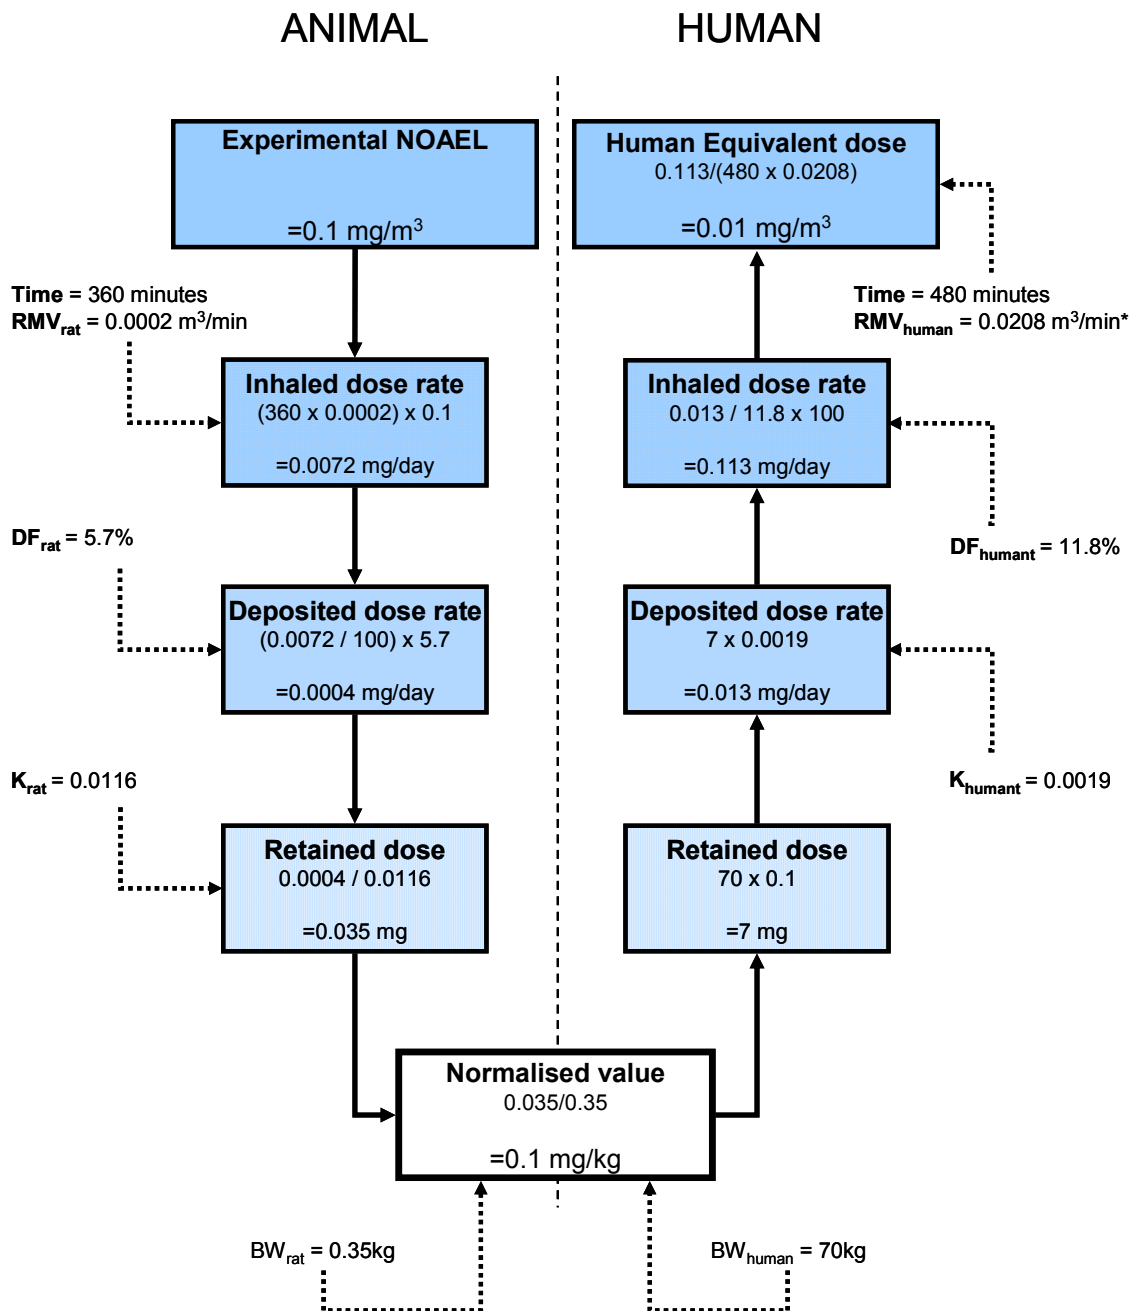 ANIMAL
HUMAN
Experimental NOAEL
=0.1 mg/m³
Human Equivalent dose
0.113/(480 x 0.0208)
=0.01 mg/m³
Time = 360 minutes
RMVrat = 0.0002 m³/min
Time = 480 minutes
RMVhuman = 0.0208 m³/min*
Inhaled dose rate
(360 x 0.0002) x 0.1
=0.0072 mg/day
Inhaled dose rate
0.013 / 11.8 x 100
=0.113 mg/day
DFrat = 5.7%
DFhumant = 11.8%
Deposited dose rate
(0.0072 / 100) x 5.7
=0.0004 mg/day
Deposited dose rate
7 x 0.0019
=0.013 mg/day
Krat = 0.0116
Khumant = 0.0019
Retained dose
0.0004 / 0.0116
=0.035 mg
Retained dose
70 x 0.1
=7 mg
Normalised value
0.035/0.35
=0.1 mg/kg
BWrat = 0.35kg
BWhuman = 70kg